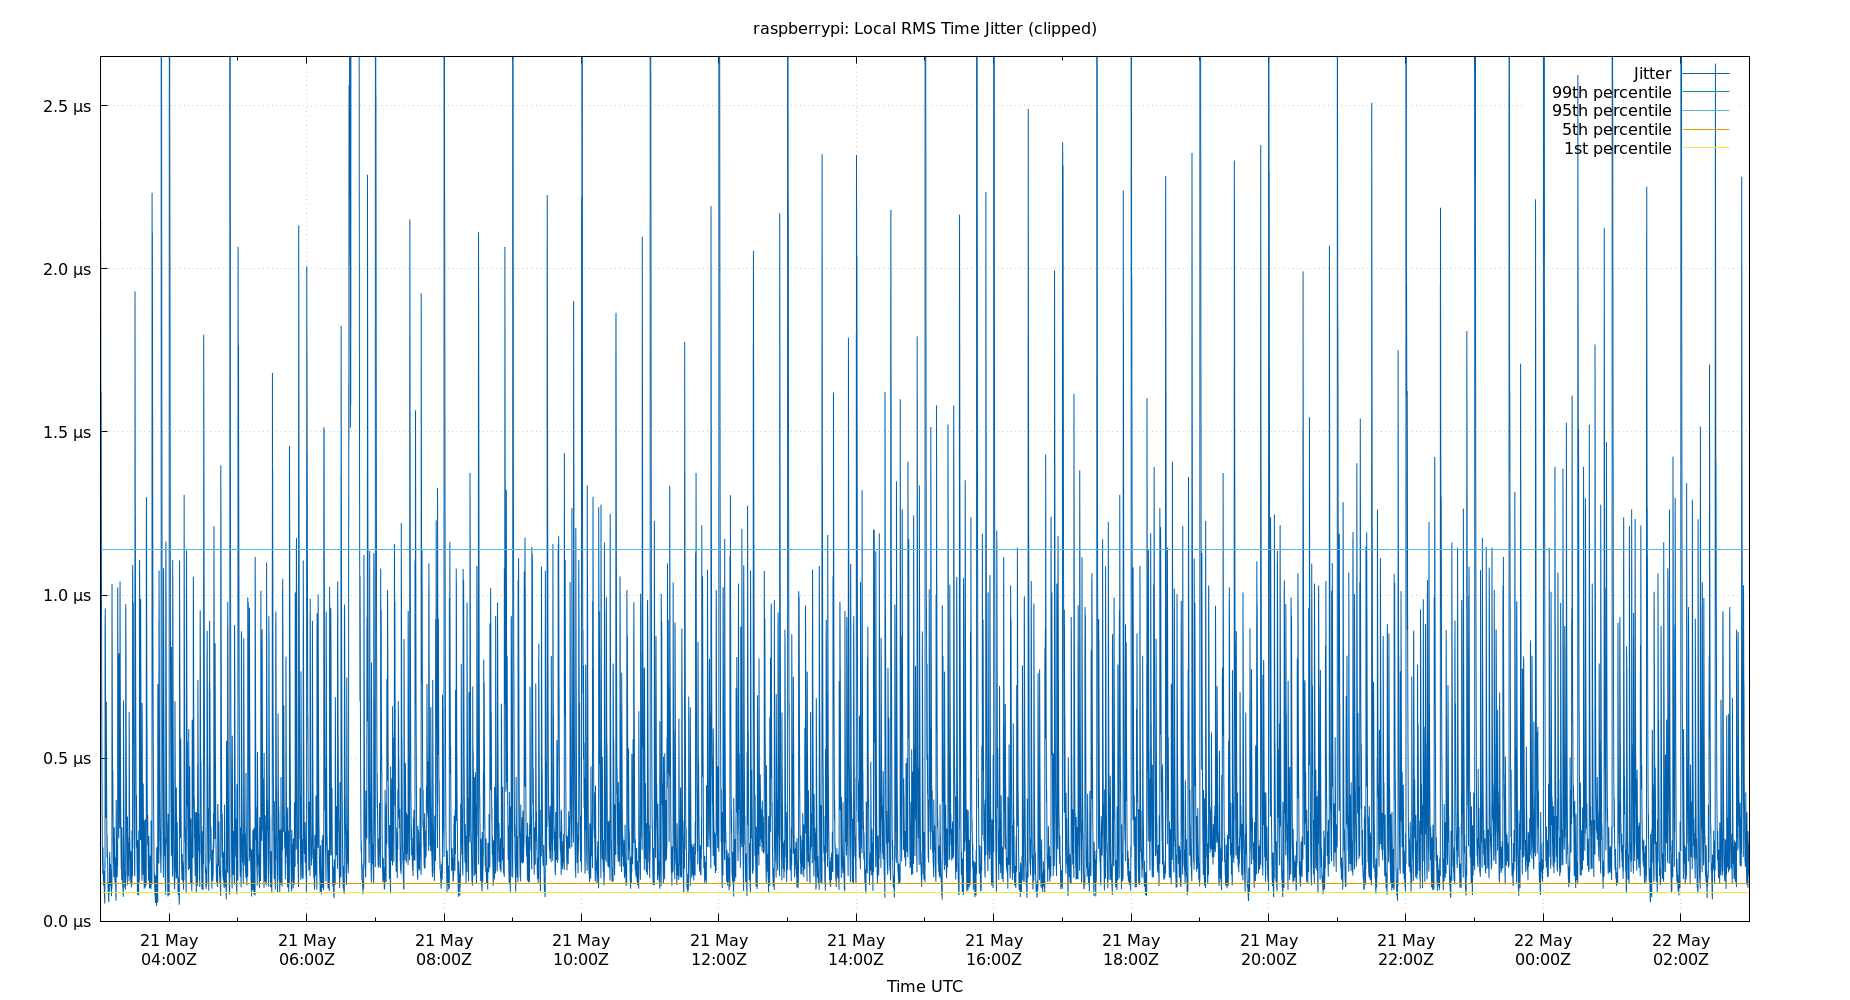 raspberrypi: Local RMS Time Jitter (clipped)
Jitter
99th percentile
95th percentile
5th percentile
1st percentile
2.5 µs
2.0 µs
1.5 µs
1.0 µs
0.5 µs
0.0 µs
21 May 21 May 21 May 21 May 21 May 21 May 21 May 21 May 21 May 21 May 22 May 22 May
04:00Z 06:00Z 08:00Z 10:00Z 12:00Z 14:00Z 16:00Z 18:00Z 20:00Z 22:00Z 00:00Z 02:00Z
Time UTC